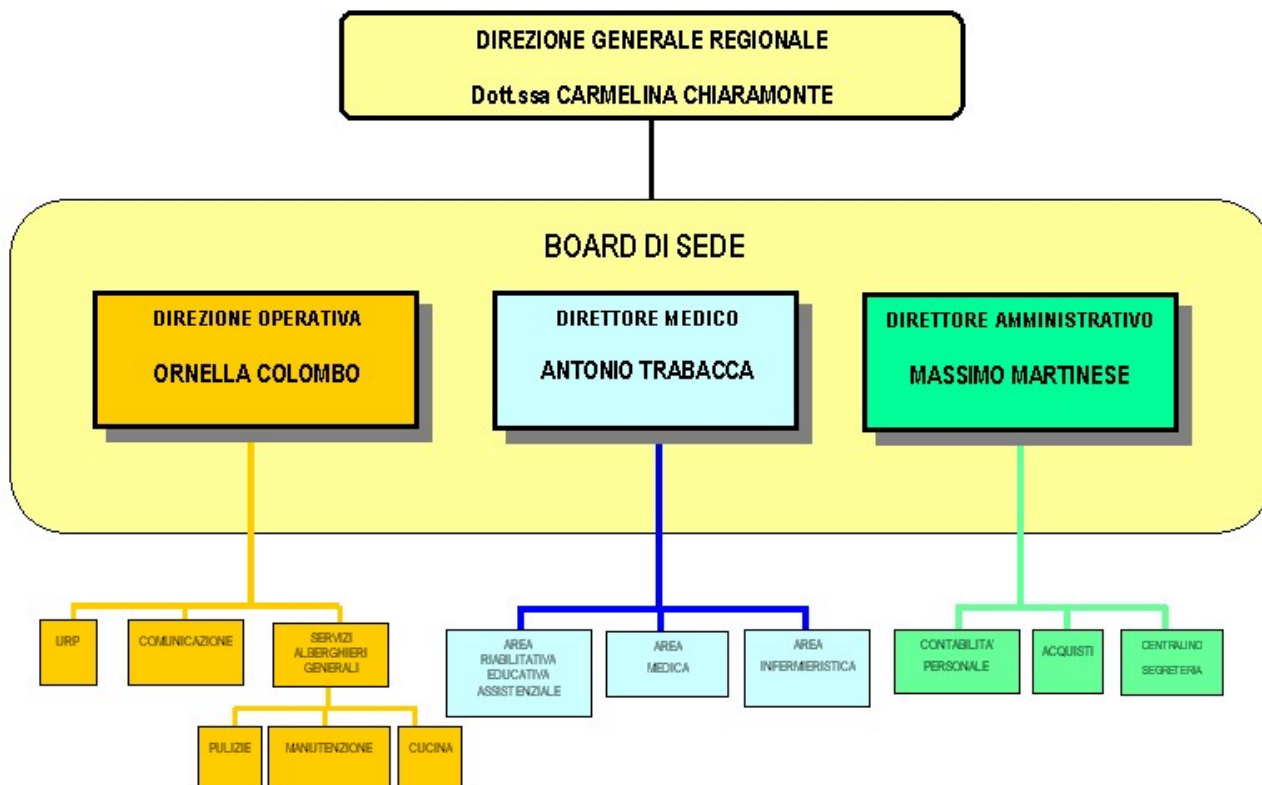 DIREZIONE GENERALE REGIONALE
Dott.ssa CARMELINA CHIARAMONTE
BOARD DI SEDE
DIREZIONE OPERATIVA
ORNELLA COLOMBO
DIRETTORE MEDICO
ANTONIO TRABACCA
DIRETTORE AMMINISTRATIVO
MASSIMO MARTINESE
URP
COMUNICAZIONE
SERVIZI
ALBERGHIERI
GENERALI
AREA
RIABILITATIVA
EDUCATIVA
ASSISTENZIALE
AREA
MEDICA
AREA
INFERMIERISTICA
CONTABILITA'
PERSONALE
ACQUISTI
CENTRALINO
SEGRETERIA
PULIZIE
MANUTENZIONE
CUCINA